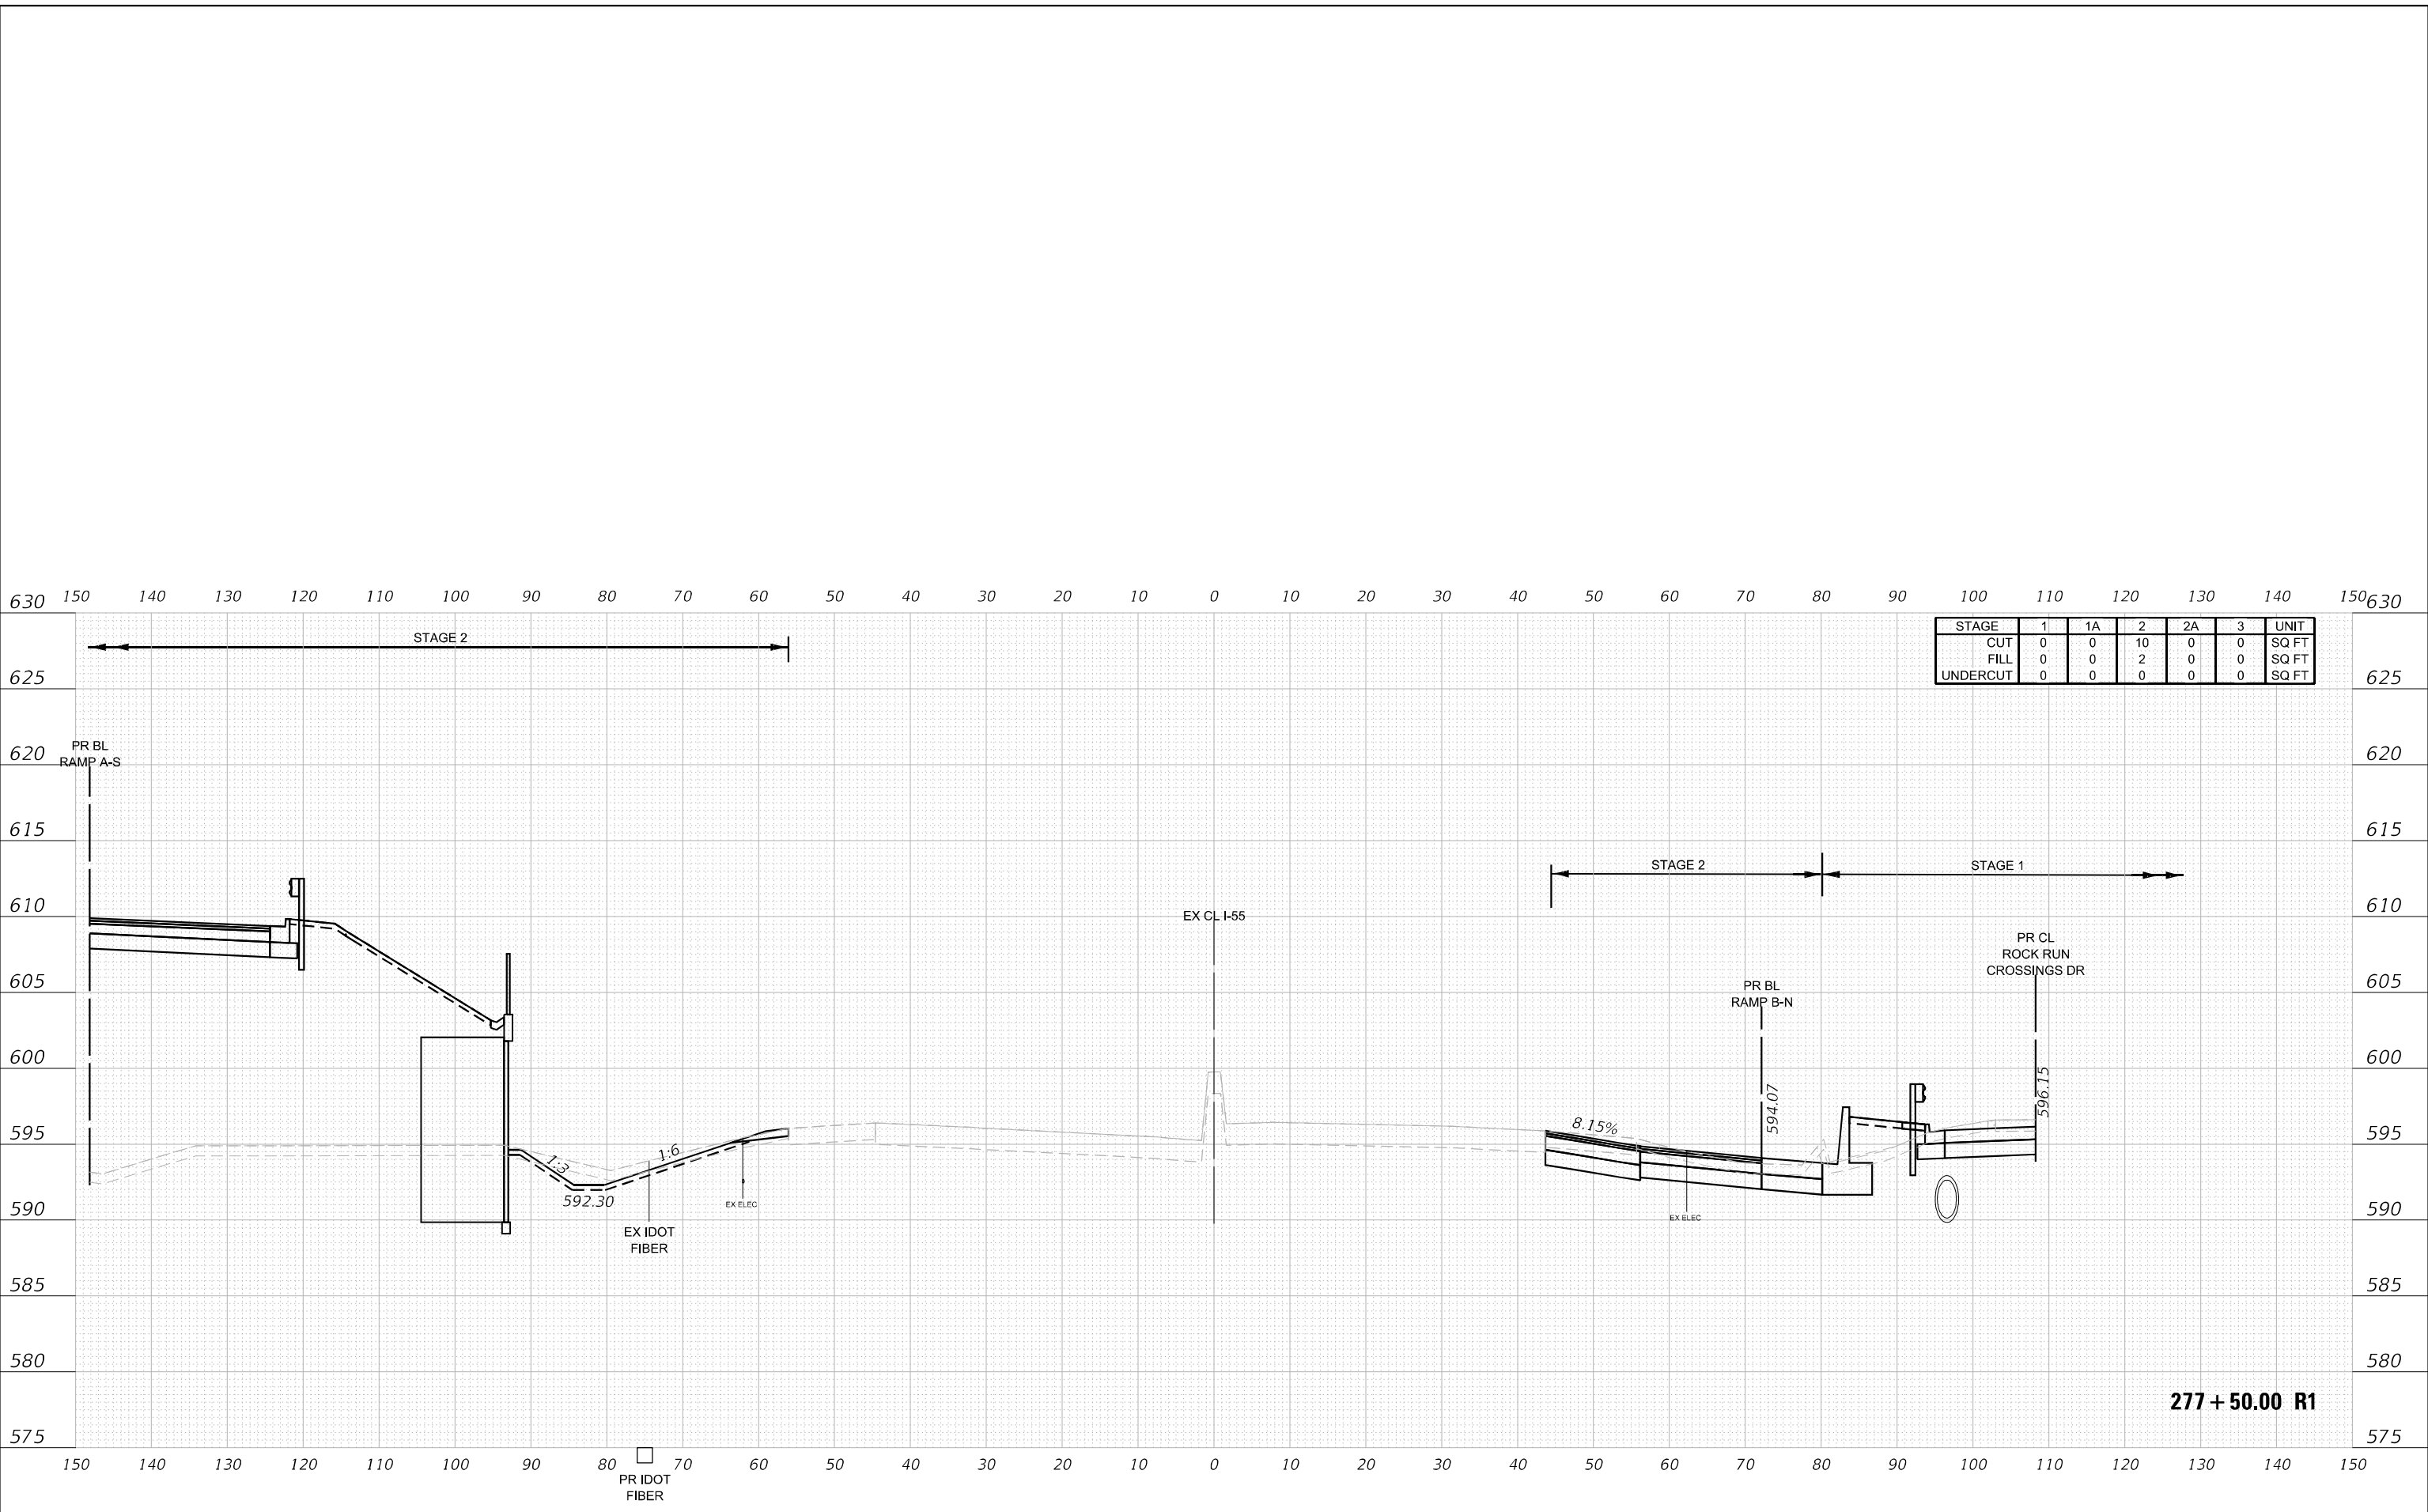 150 140 130 120 110 100 90 80 70 60 50 40 30 20 10 0 10 20 30 40 50 60 70 80 90 100 110 120 130 140 150
630 630
STAGE 2
STAGE 1 1A 2 2A 3 UNIT
CUT 0 0 10 0 0 SQ FT
FILL 0 0 2 0 0 SQ FT
UNDERCUT 0 0 0 0 0 SQ FT
625 625
PR BL
RAMP A-S
620 620
615 615
STAGE 2
STAGE 1
610 610
EX CL I-55
PR CL
ROCK RUN
CROSSINGS DR
605 605
PR BL
RAMP B-N
600 600
594.07
596.15
8.15%
595 595
1:3
1:6
592.30
EX ELEC
EX ELEC
590 590
EX IDOT
FIBER
585 585
580 580
277+50.00 R1
575 575
150 140 130 120 110 100 90 80 70 60 50 40 30 20 10 0 10 20 30 40 50 60 70 80 90 100 110 120 130 140 150
PR IDOT
FIBER